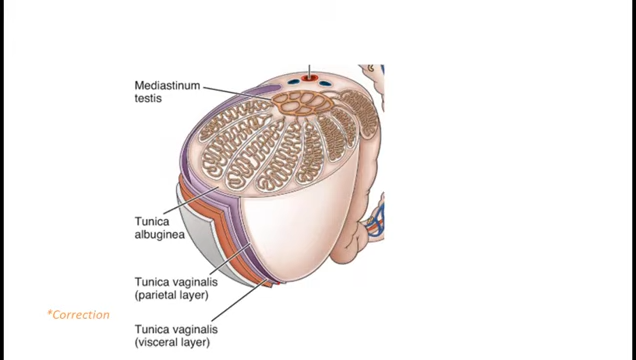 Mediastinum
testis
Tunica
albuginea
Tunica vaginalis
(parietal layer)
*Correction
Tunica vaginalis
(visceral layer)